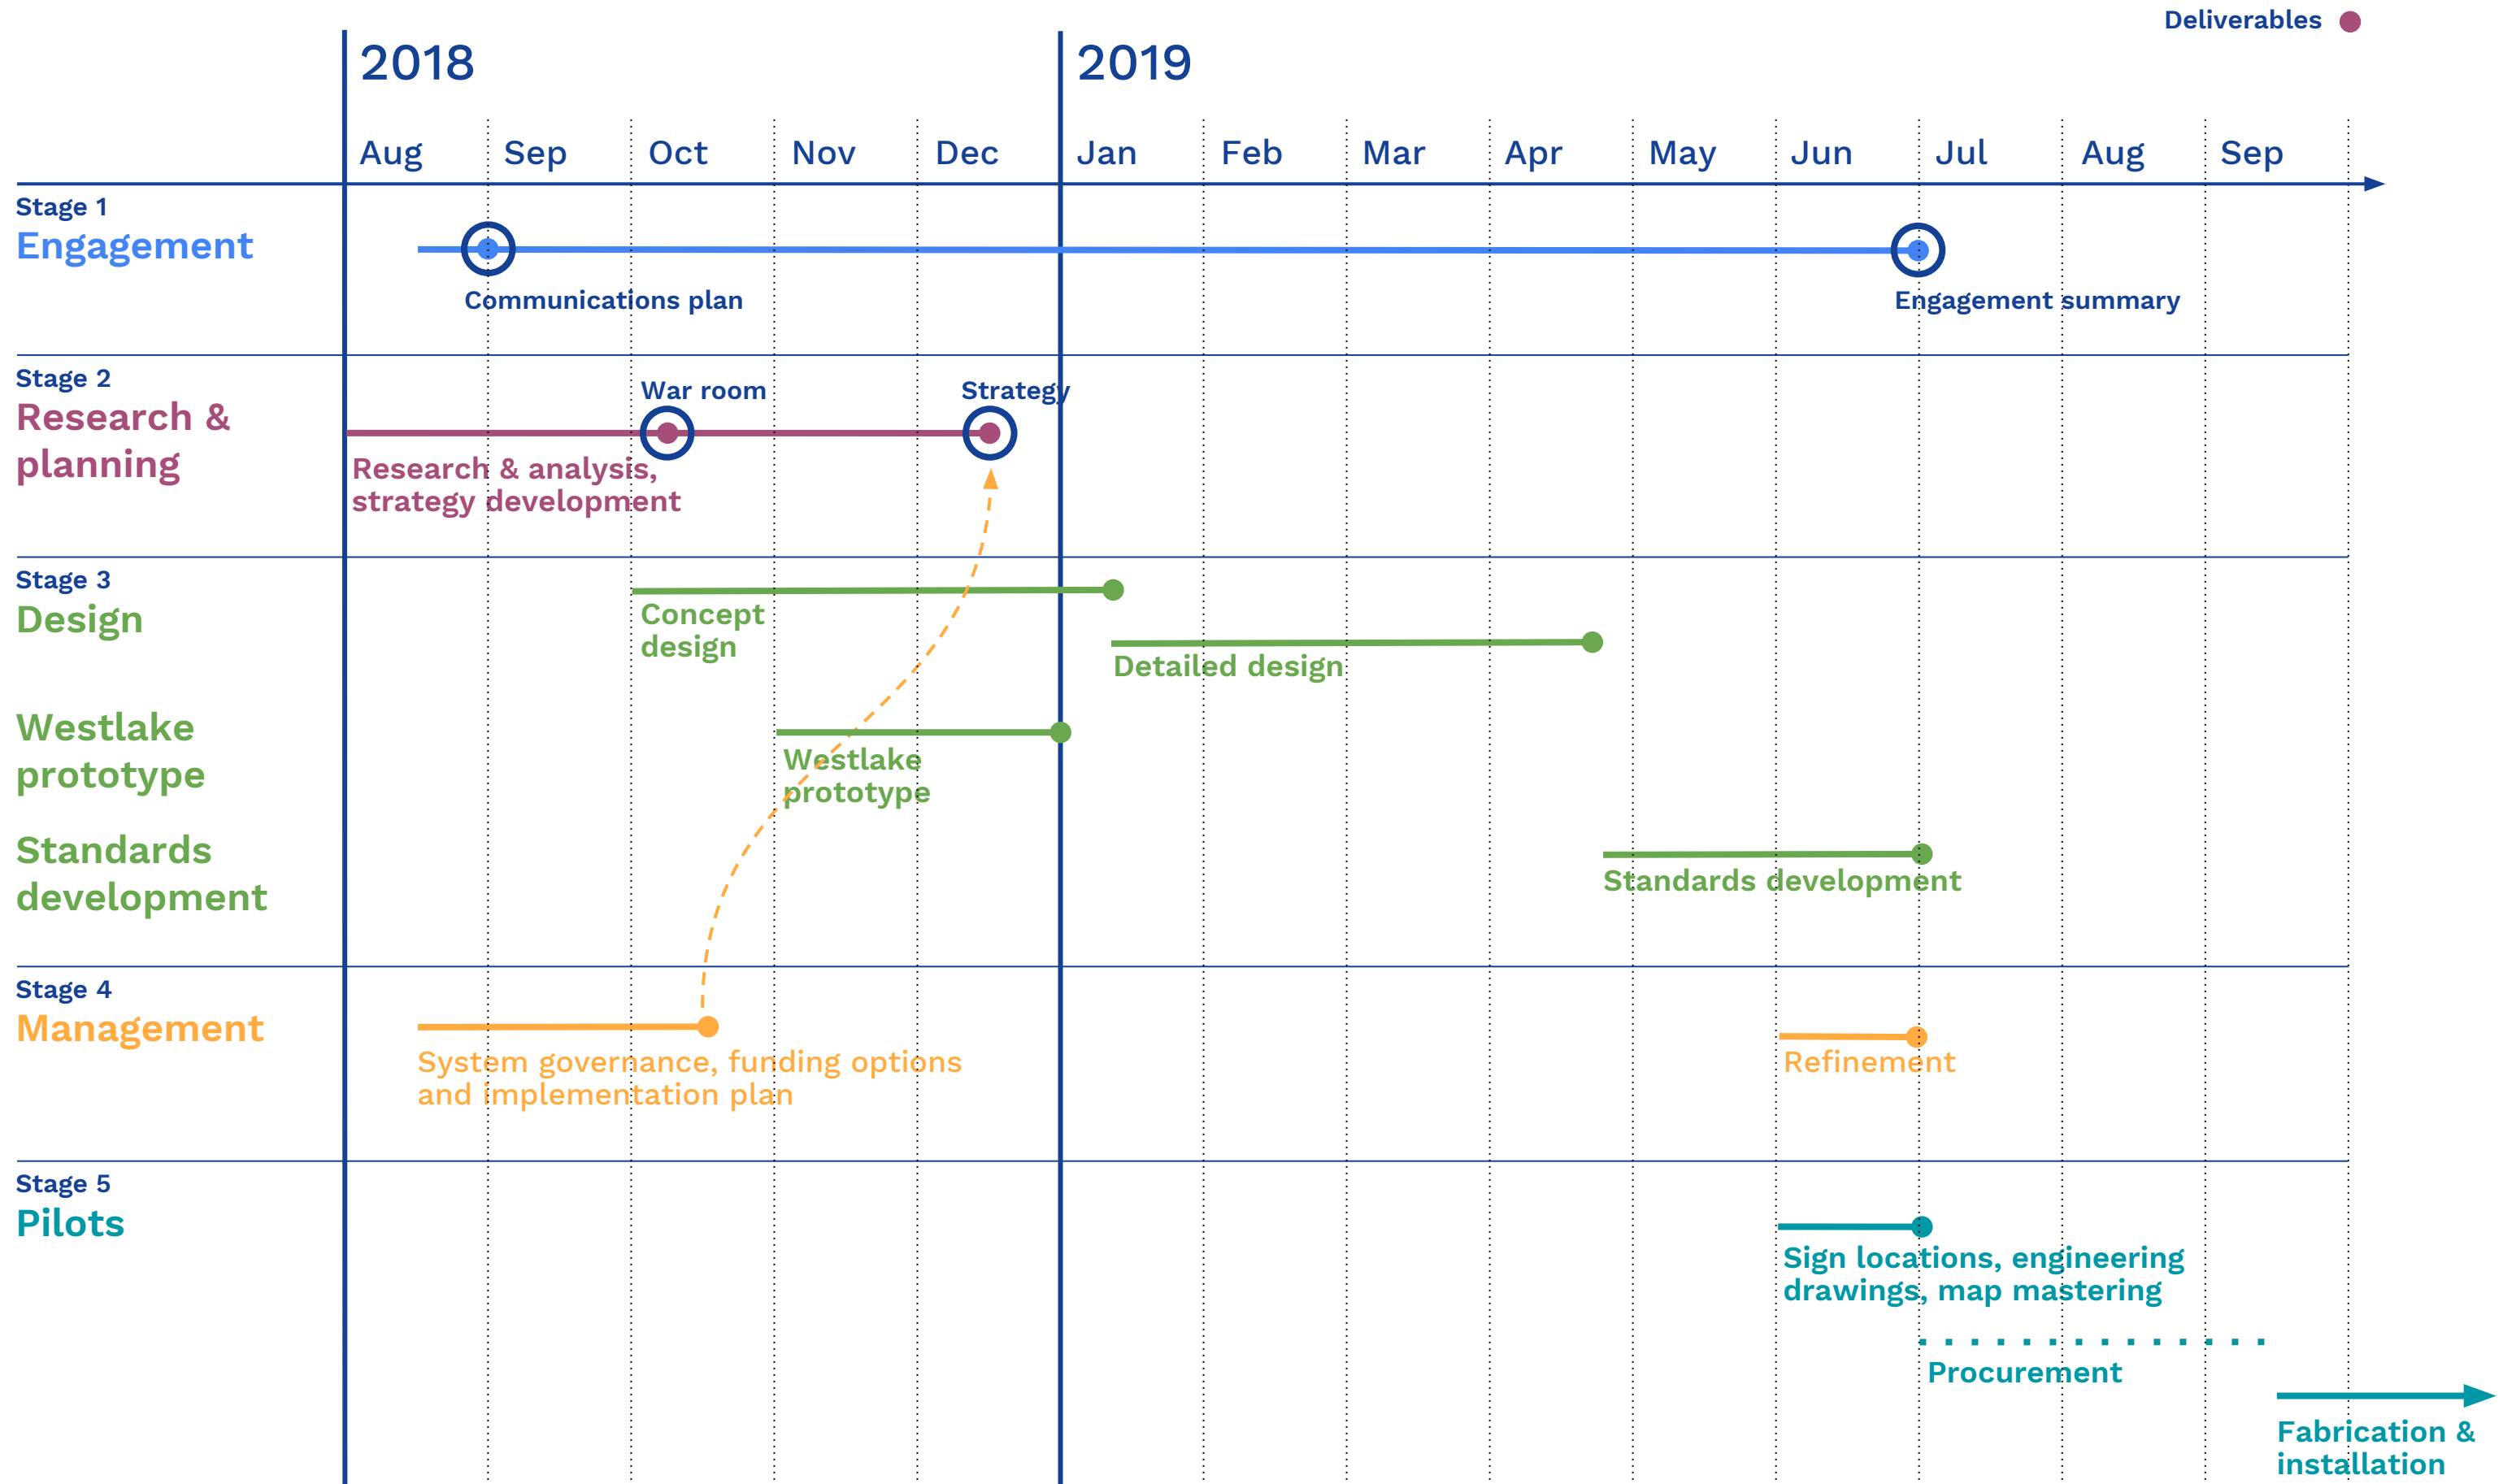 Deliverables
2018
2019
Aug
Sep
Oct
Nov
Dec
Jan
Feb
Mar
Apr
May
Jun
Jul
Aug
Sep
Stage 1
Engagement
Communications plan
Engagement summary
Stage 2
Research &
planning
War room
Strategy
Research & analysis,
strategy development
Stage 3
Design
Concept
design
Detailed design
Westlake
prototype
Westlake
prototype
Standards
development
Standards development
Stage 4
Management
System governance, funding options
and implementation plan
Refinement
Stage 5
Pilots
Sign locations, engineering
drawings, map mastering
Procurement
Fabrication &
installation